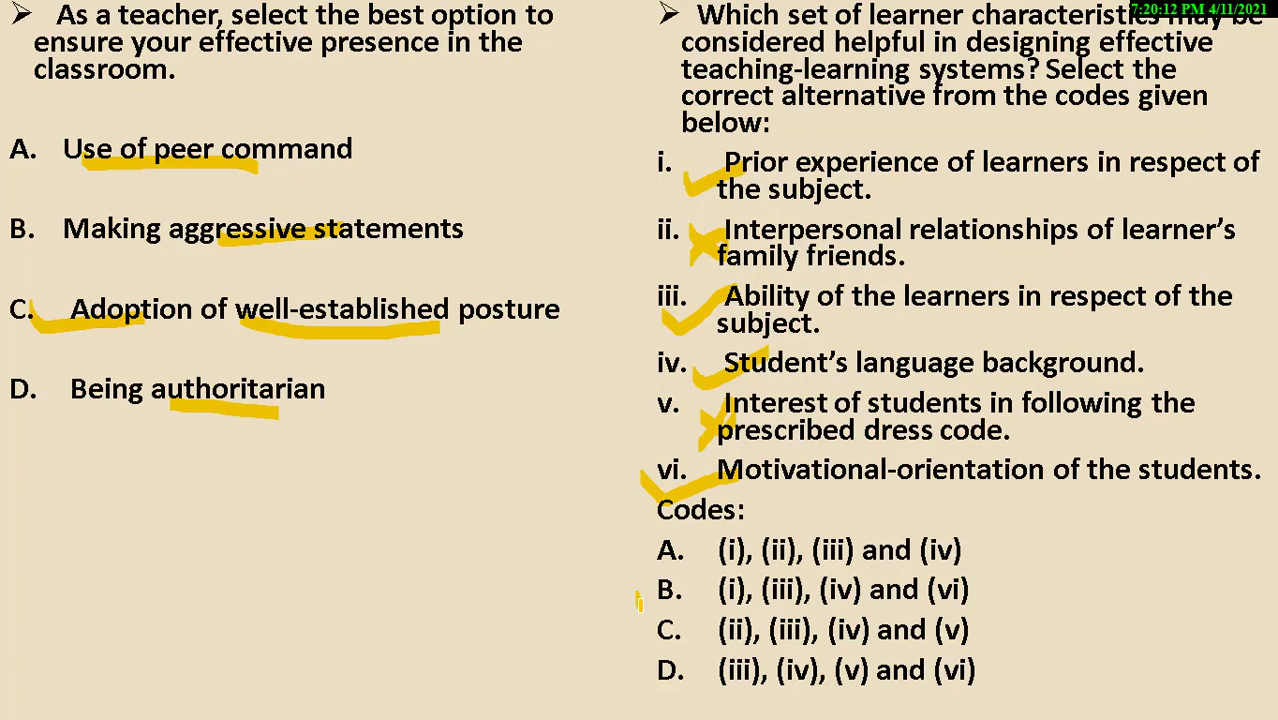 ➢ As a teacher, select the best option to
ensure your effective presence in the
classroom.
A. Use of peer command
B. Making aggressive statements
C. Adoption of well-established posture
D. Being authoritarian
7:20:12 PM 4/11/2021
➢ Which set of learner characteristics may be
considered helpful in designing effective
teaching-learning systems? Select the
correct alternative from the codes given
below:
i. Prior experience of learners in respect of
the subject.
ii. Interpersonal relationships of learner's
family friends.
iii. Ability of the learners in respect of the
subject.
iv. Student's language background.
v. Interest of students in following the
prescribed dress code.
vi. Motivational-orientation of the students.
Codes:
A. (i), (ii), (iii) and (iv)
B. (i), (iii), (iv) and (vi)
C. (ii), (iii), (iv) and (v)
D. (iii), (iv), (v) and (vi)